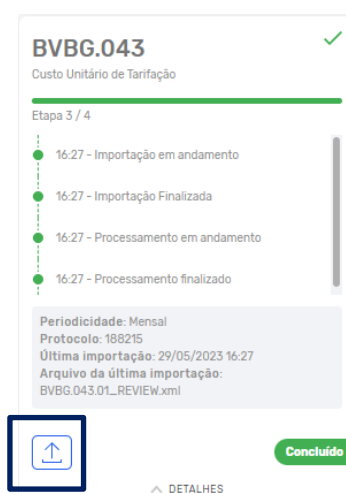 BVBG.043
Custo Unitário de Tarifação
Etapa 3 / 4
16:27 - Importação em andamento
16:27 - Importação Finalizada
16:27 - Processamento em andamento
16:27 - Processamento finalizado
Periodicidade: Mensal
Protocolo: 188215
Última importação: 29/05/2023 16:27
Arquivo da última importação:
BVBG.043.01_REVIEW.xml
Concluído
DETALHES